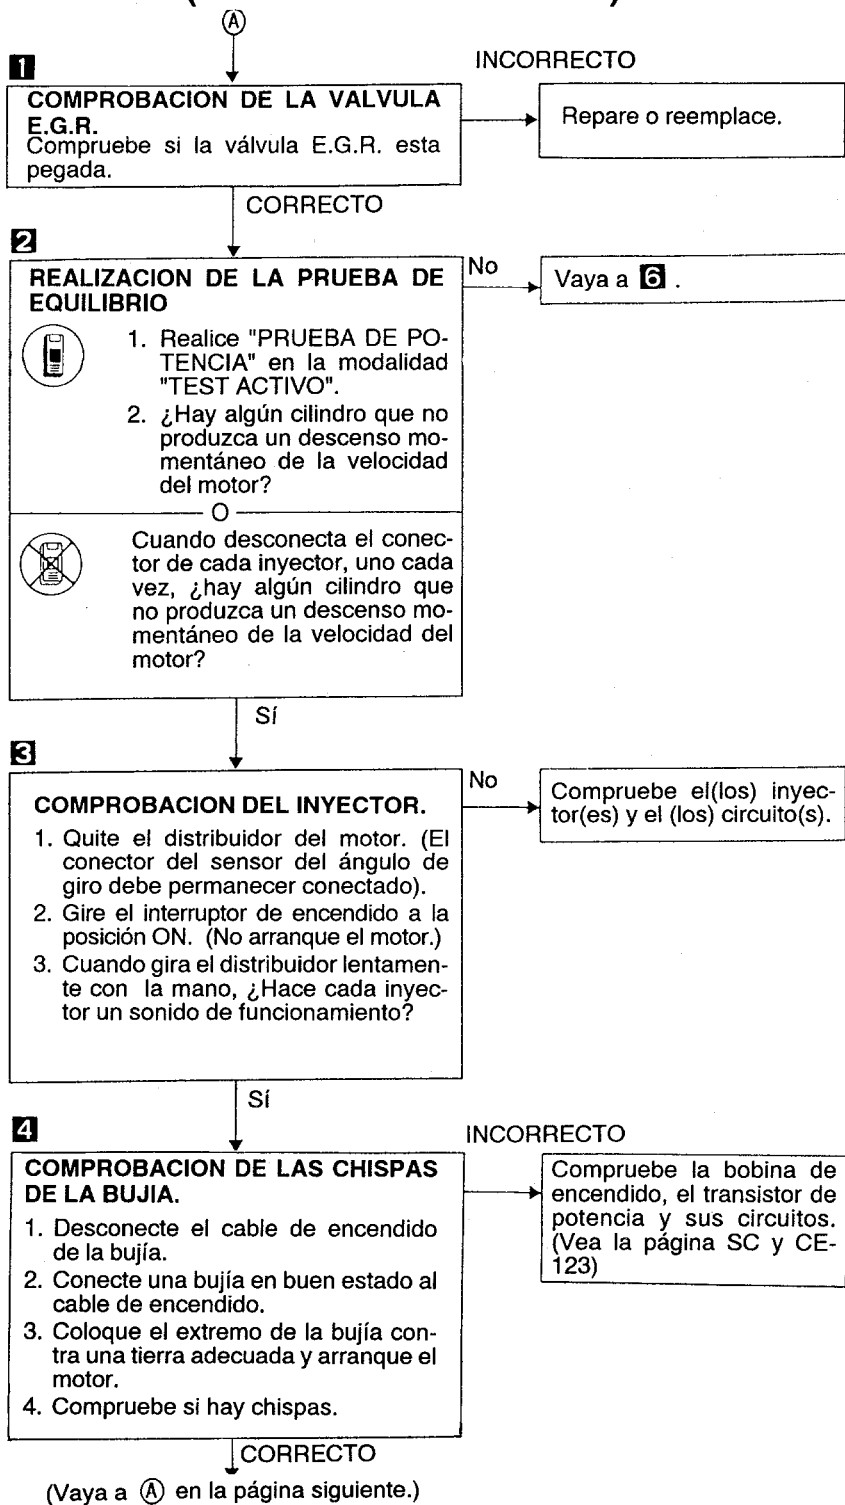 Ⓐ
1
INCORRECTO
COMPROBACION DE LA VALVULA
E.G.R.
Compruebe si la válvula E.G.R. esta
pegada.
Repare o reemplace.
CORRECTO
2
REALIZACION DE LA PRUEBA DE
EQUILIBRIO
1. Realice "PRUEBA DE PO-
TENCIA" en la modalidad
"TEST ACTIVO".
2. ¿Hay algún cilindro que no
produzca un descenso mo-
mentáneo de la velocidad
del motor?
O
Cuando desconecta el conec-
tor de cada inyector, uno cada
vez, ¿hay algún cilindro que
no produzca un descenso mo-
mentáneo de la velocidad del
motor?
No
Vaya a 6 .
Sí
3
COMPROBACION DEL INYECTOR.
1. Quite el distribuidor del motor. (El
conector del sensor del ángulo de
giro debe permanecer conectado).
2. Gire el interruptor de encendido a la
posición ON. (No arranque el motor.)
3. Cuando gira el distribuidor lentamen-
te con la mano, ¿Hace cada inyec-
tor un sonido de funcionamiento?
No
Compruebe el(los) inyec-
tor(es) y el (los) circuito(s).
Sí
4
INCORRECTO
COMPROBACION DE LAS CHISPAS
DE LA BUJIA.
1. Desconecte el cable de encendido
de la bujía.
2. Conecte una bujía en buen estado al
cable de encendido.
3. Coloque el extremo de la bujía con-
tra una tierra adecuada y arranque el
motor.
4. Compruebe si hay chispas.
Compruebe la bobina de
encendido, el transistor de
potencia y sus circuitos.
(Vea la página SC y CE-
123)
CORRECTO
(Vaya a Ⓐ en la página siguiente.)